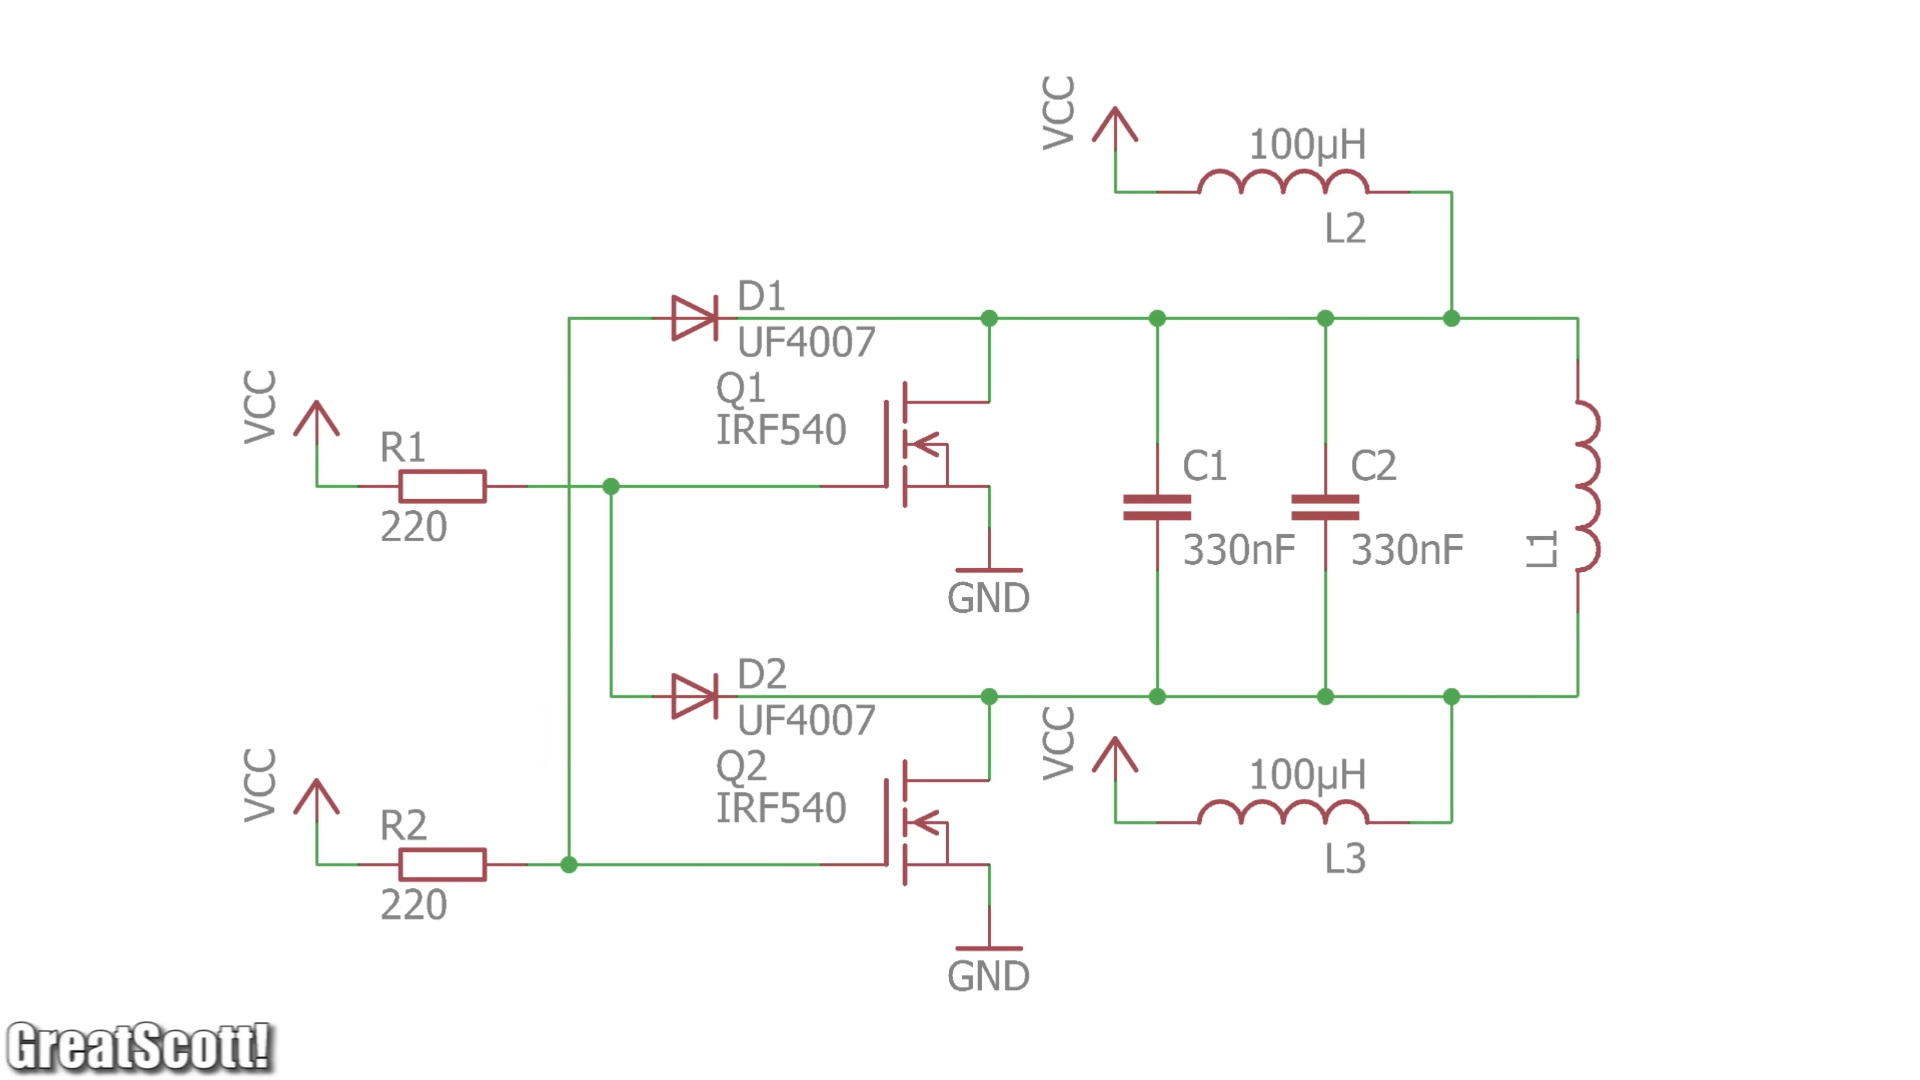 VCC
100µH
L2
D1
UF4007
Q1
IRF540
VCC
R1
220
C1
330nF
C2
330nF
L1
GND
D2
UF4007
Q2
IRF540
VCC
100µH
L3
VCC
R2
220
GND
GreatScott!